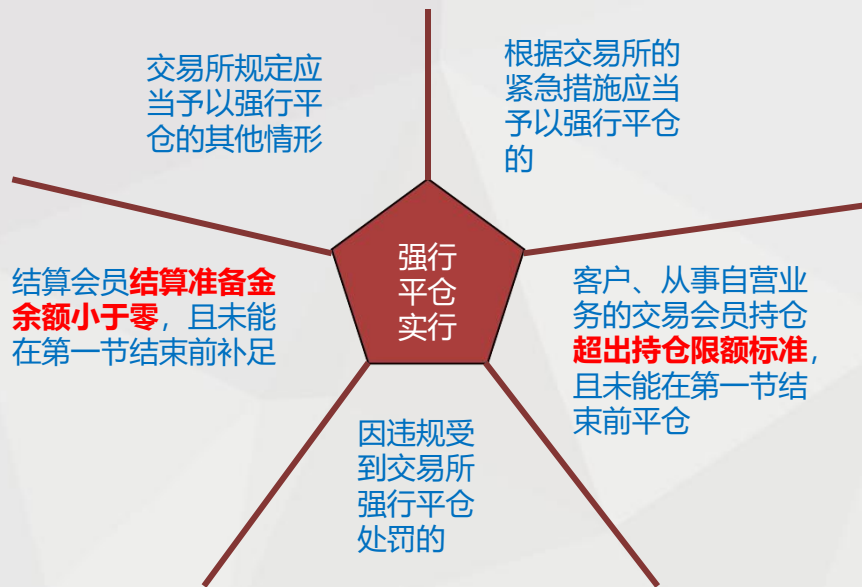 交易所规定应
当予以强行平
仓的其他情形
根据交易所的
紧急措施应当
予以强行平仓
的
强行
平仓
实行
结算会员结算准备金
余额小于零，且未能
在第一节结束前补足
客户、从事自营业
务的交易会员持仓
超出持仓限额标准，
且未能在第一节结
束前平仓
因违规受
到交易所
强行平仓
处罚的